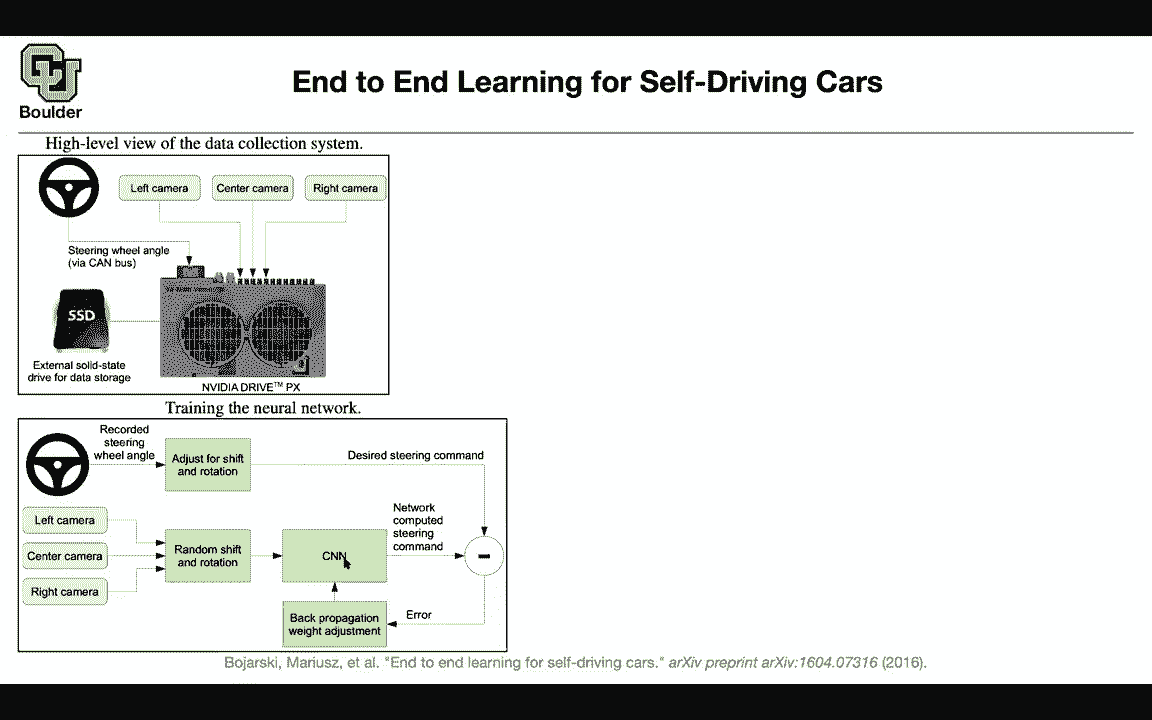 Boulder
End to End Learning for Self-Driving Cars
High-level view of the data collection system.
Left camera
Center camera
Right camera
Steering wheel angle
(via CAN bus)
SSD
External solid-state
drive for data storage
NVIDIA DRIVE™ PX
Training the neural network.
Recorded
steering
wheel angle
Adjust for shift
and rotation
Desired steering command
Left camera
Center camera
Right camera
Random shift
and rotation
CNN
Network
computed
steering
command
-
Back propagation
weight adjustment
Error
Bojarski, Mariusz, et al. "End to end learning for self-driving cars." arXiv preprint arXiv:1604.07316 (2016).